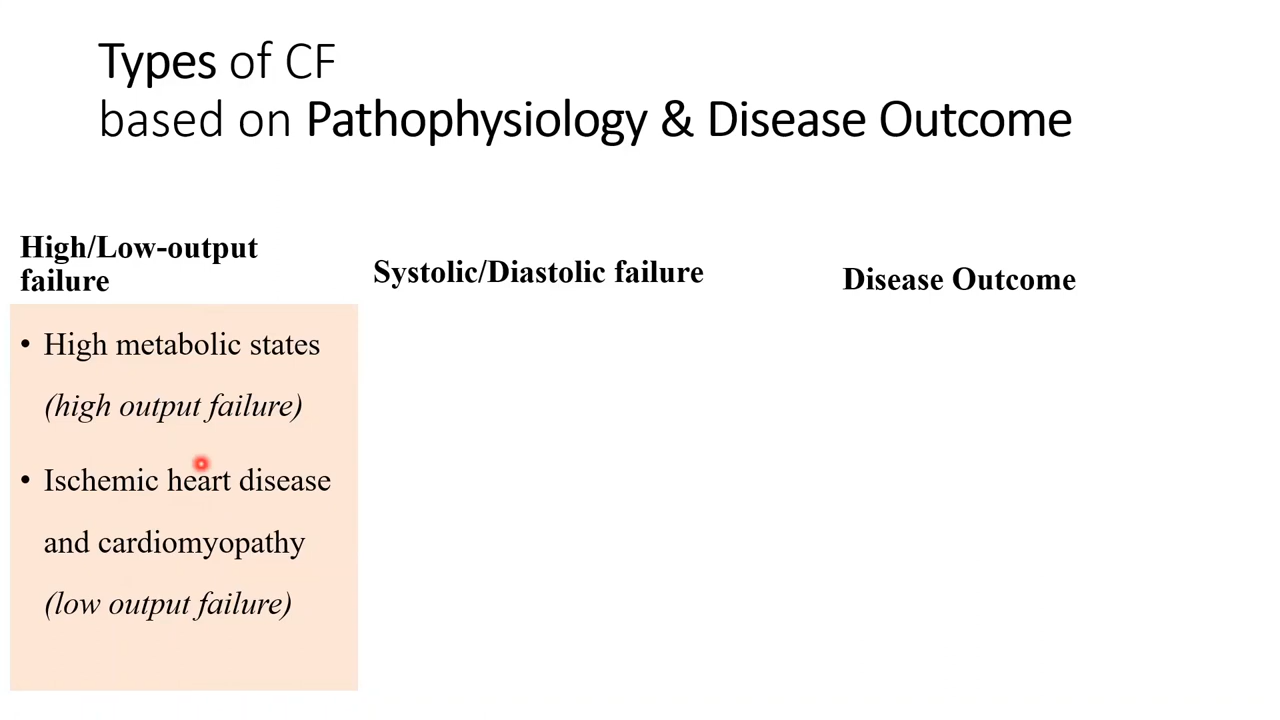 Types of CF
based on Pathophysiology & Disease Outcome
High/Low-output
failure
Systolic/Diastolic failure
Disease Outcome
• High metabolic states
(high output failure)
• Ischemic heart disease
and cardiomyopathy
(low output failure)